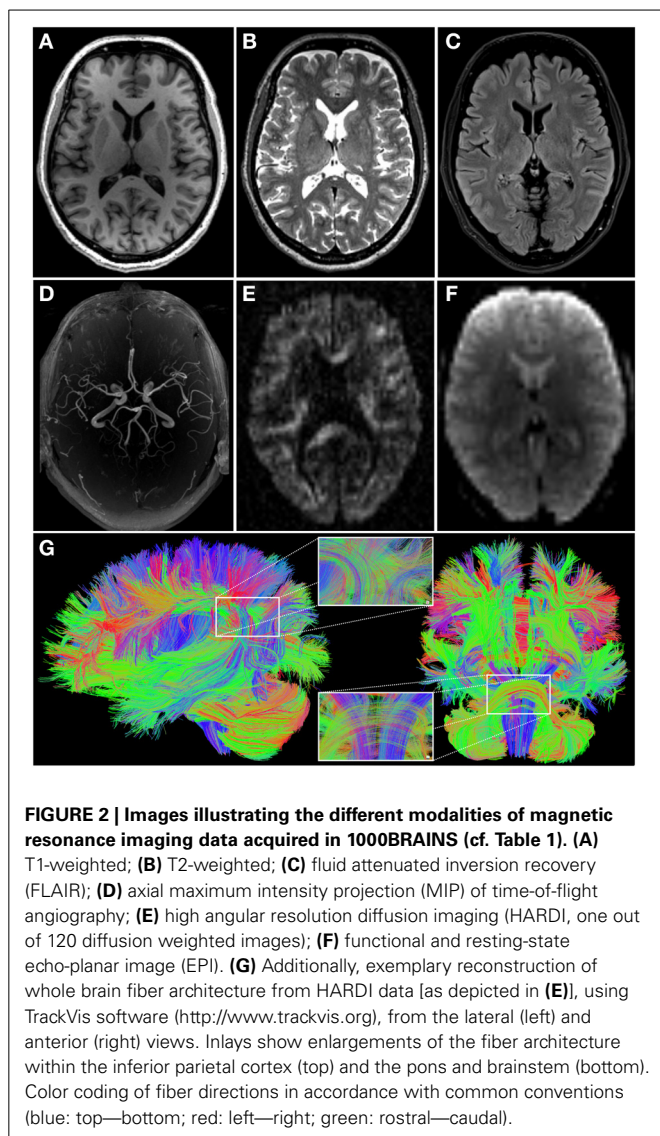 A
B
C
D
E
F
G
FIGURE 2 | Images illustrating the different modalities of magnetic
resonance imaging data acquired in 1000BRAINS (cf. Table 1). (A)
T1-weighted; (B) T2-weighted; (C) fluid attenuated inversion recovery
(FLAIR); (D) axial maximum intensity projection (MIP) of time-of-flight
angiography; (E) high angular resolution diffusion imaging (HARDI, one out
of 120 diffusion weighted images); (F) functional and resting-state
echo-planar image (EPI). (G) Additionally, exemplary reconstruction of
whole brain fiber architecture from HARDI data [as depicted in (E)], using
TrackVis software (http://www.trackvis.org), from the lateral (left) and
anterior (right) views. Inlays show enlargements of the fiber architecture
within the inferior parietal cortex (top) and the pons and brainstem (bottom).
Color coding of fiber directions in accordance with common conventions
(blue: top—bottom; red: left—right; green: rostral—caudal).